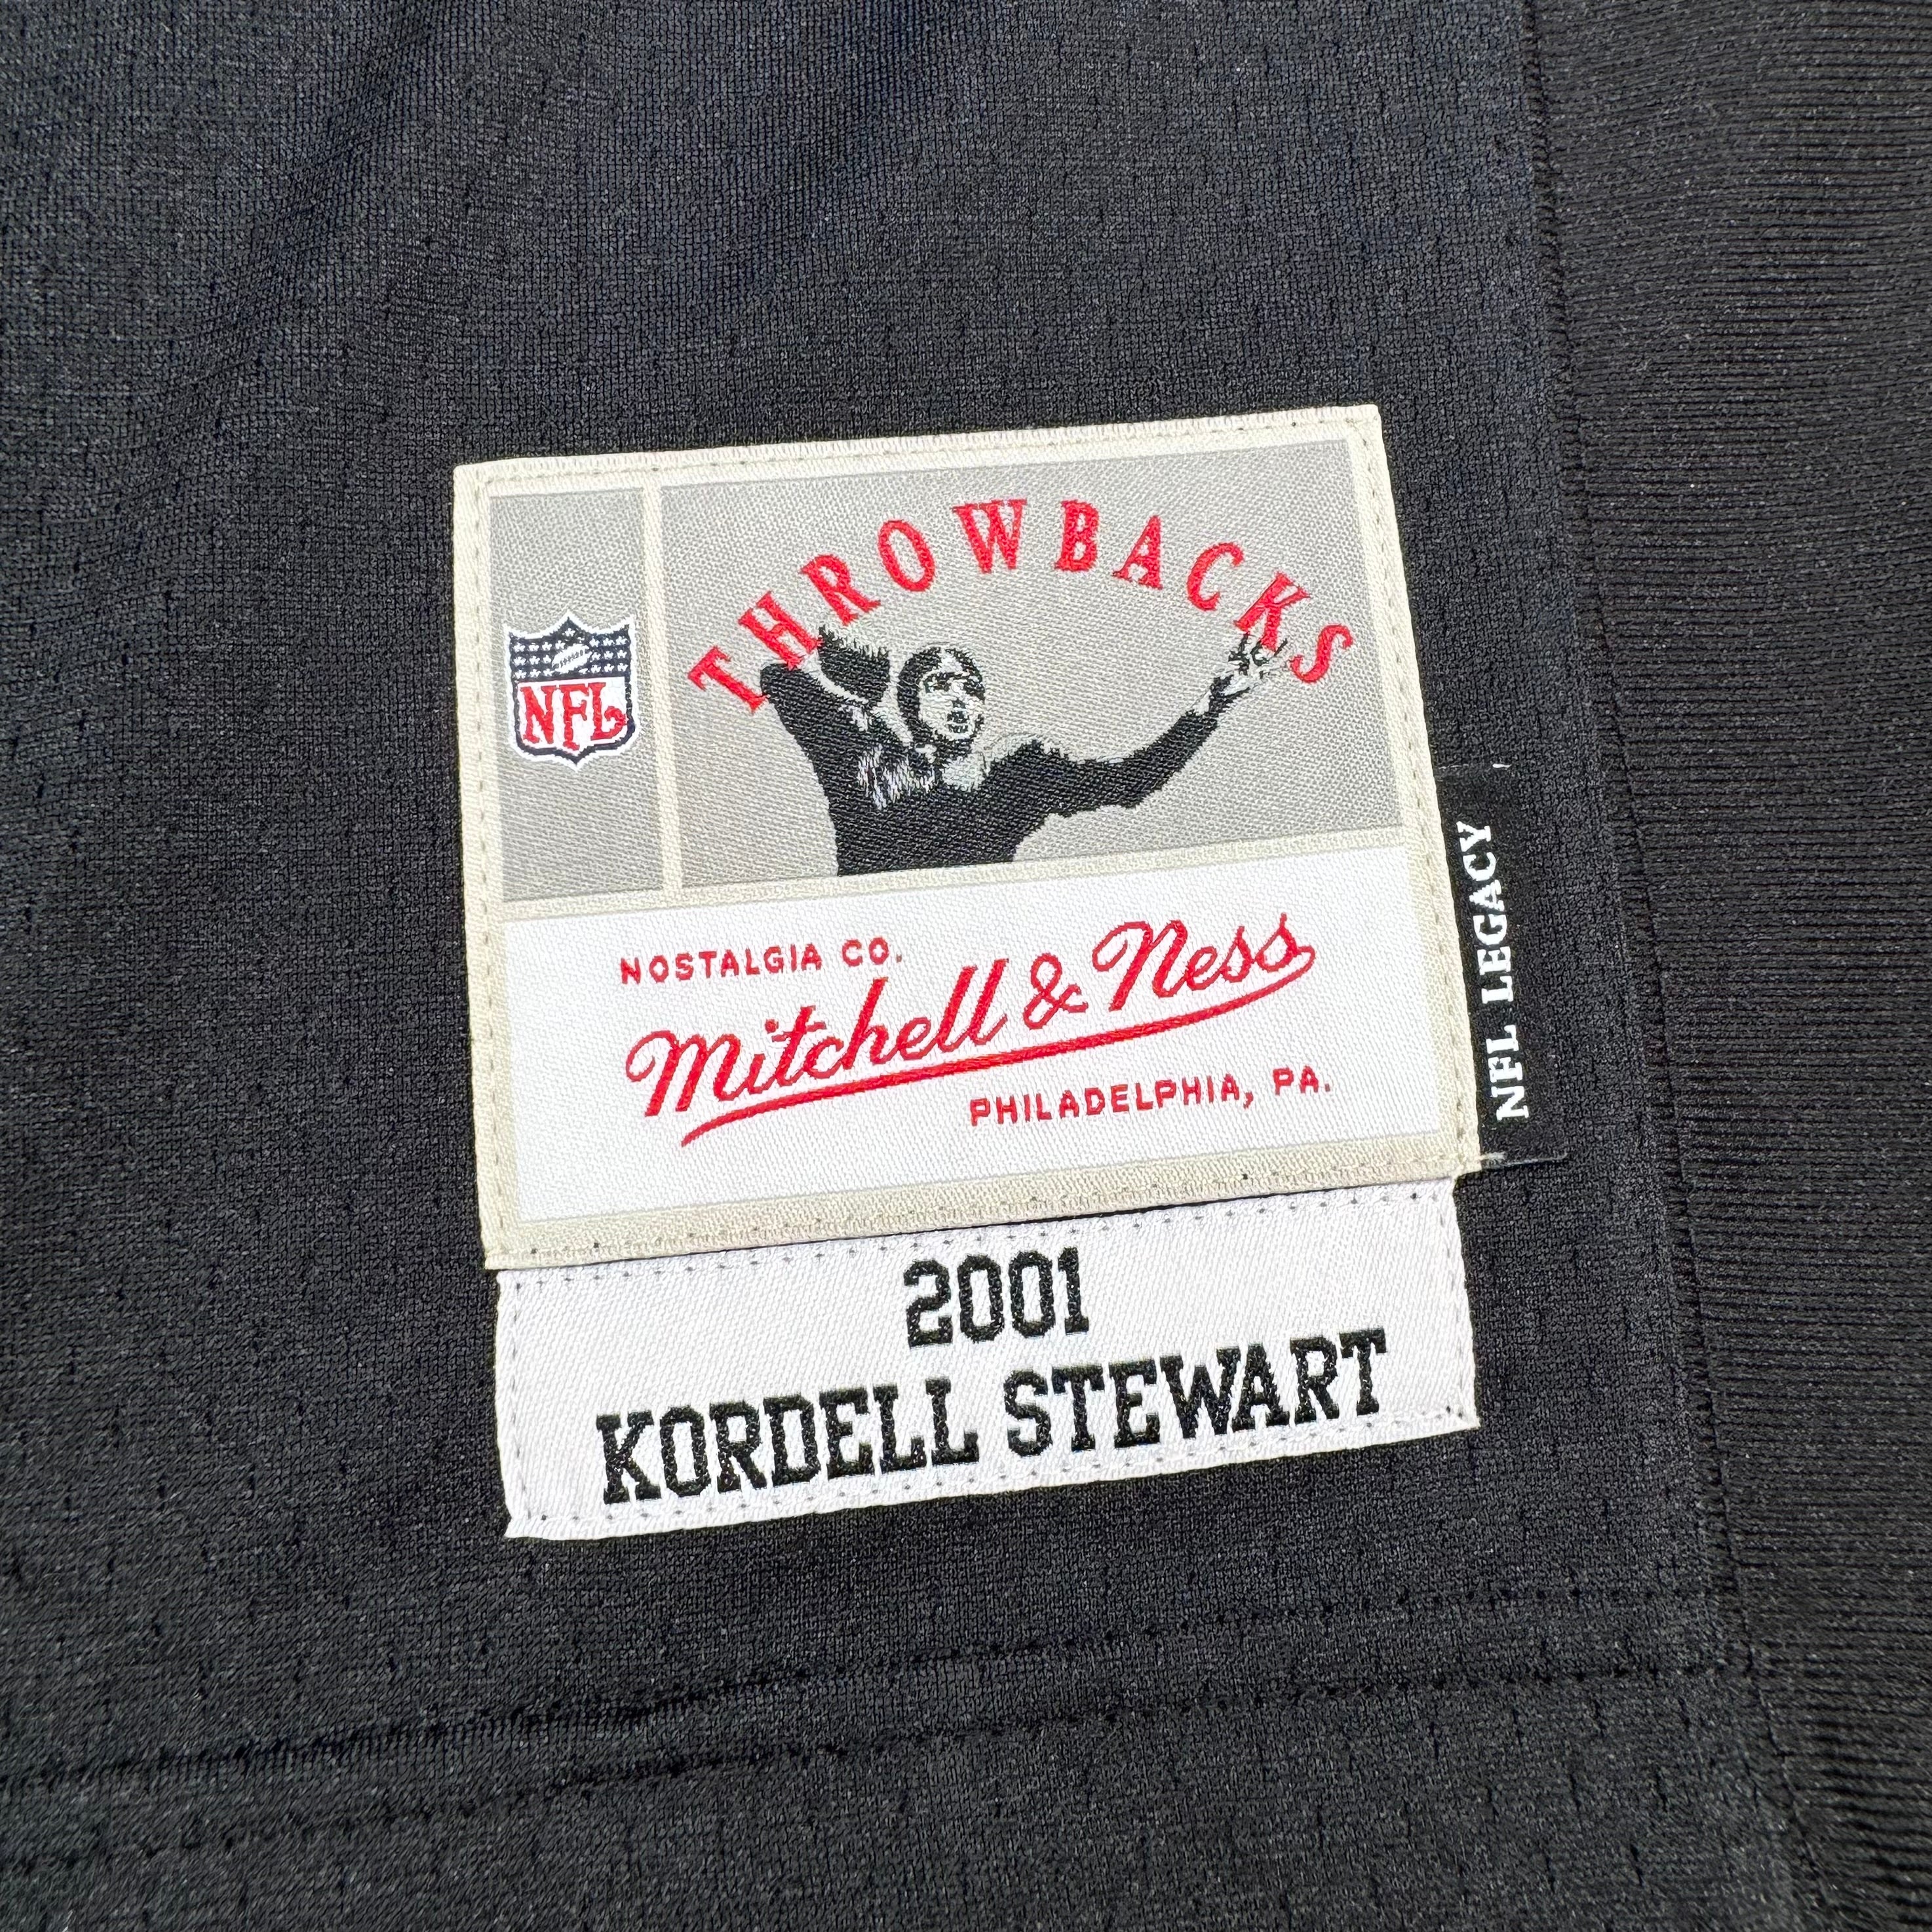 THROWBACKS
NFL
NOSTALGIA CO.
Mitchell & Ness
PHILADELPHIA, PA.
NFL LEGACY
2001
KORDELL STEWART